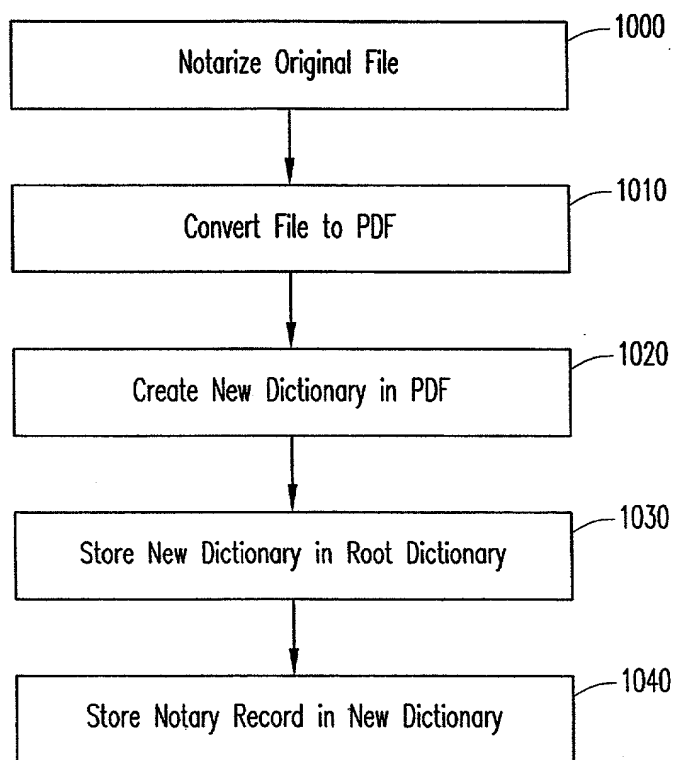 1000
Notarize Original File
1010
Convert File to PDF
1020
Create New Dictionary in PDF
1030
Store New Dictionary in Root Dictionary
1040
Store Notary Record in New Dictionary